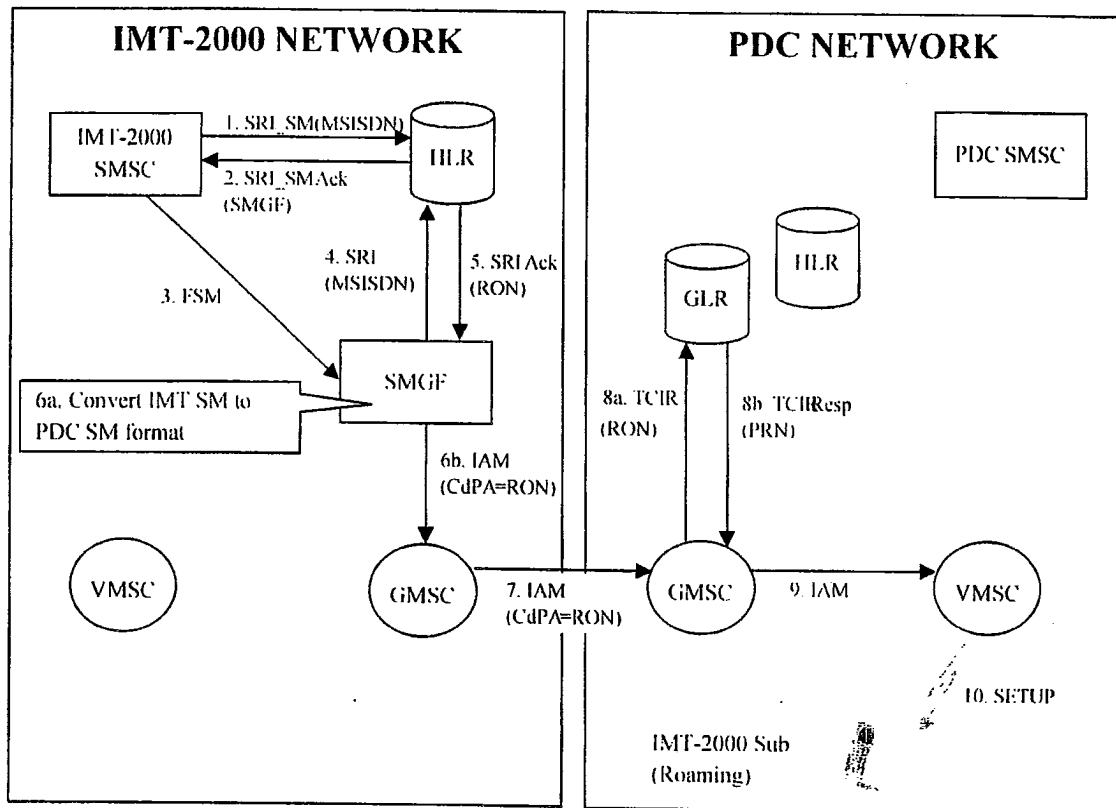 IMT-2000 NETWORK
PDC NETWORK
IMT-2000
SMSC
1. SRI_SM(MSISDN)
2. SRI_SMAck
(SMGF)
HLR
PDC SMSC
HLR
GLR
3. FSM
4. SRI
(MSISDN)
5. SRI Ack
(RON)
SMGF
6a. Convert IMT SM to
PDC SM format
6b. IAM
(CdPA=RON)
8a. TCIR
(RON)
8b. TCIRResp
(PRN)
VMSC
GMSC
7. IAM
(CdPA=RON)
GMSC
9. IAM
VMSC
10. SETUP
IMT-2000 Sub
(Roaming)